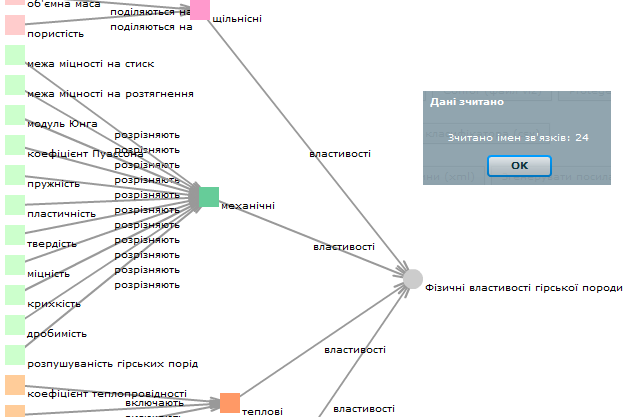 об'ємна маса
поділяються на
щільнісні
поділяються на
пористість
межа міцності на стиск
межа міцності на розтягнення
модуль Юнга
розрізняють
коефіцієнт Пуассона
розрізняють
розрізняють
пружність
розрізняють
розрізняють
механічні
пластичність
розрізняють
розрізняють
твердість
розрізняють
розрізняють
міцність
розрізняють
розрізняють
крихкість
дробимість
розпушуваність гірських порід
коефіцієнт теплопровідності
включають
теплові
властивості
властивості
Фізичні властивості гірської породи
властивості
властивості
Дані зчитано
Зчитано імен зв'язків: 24
OK